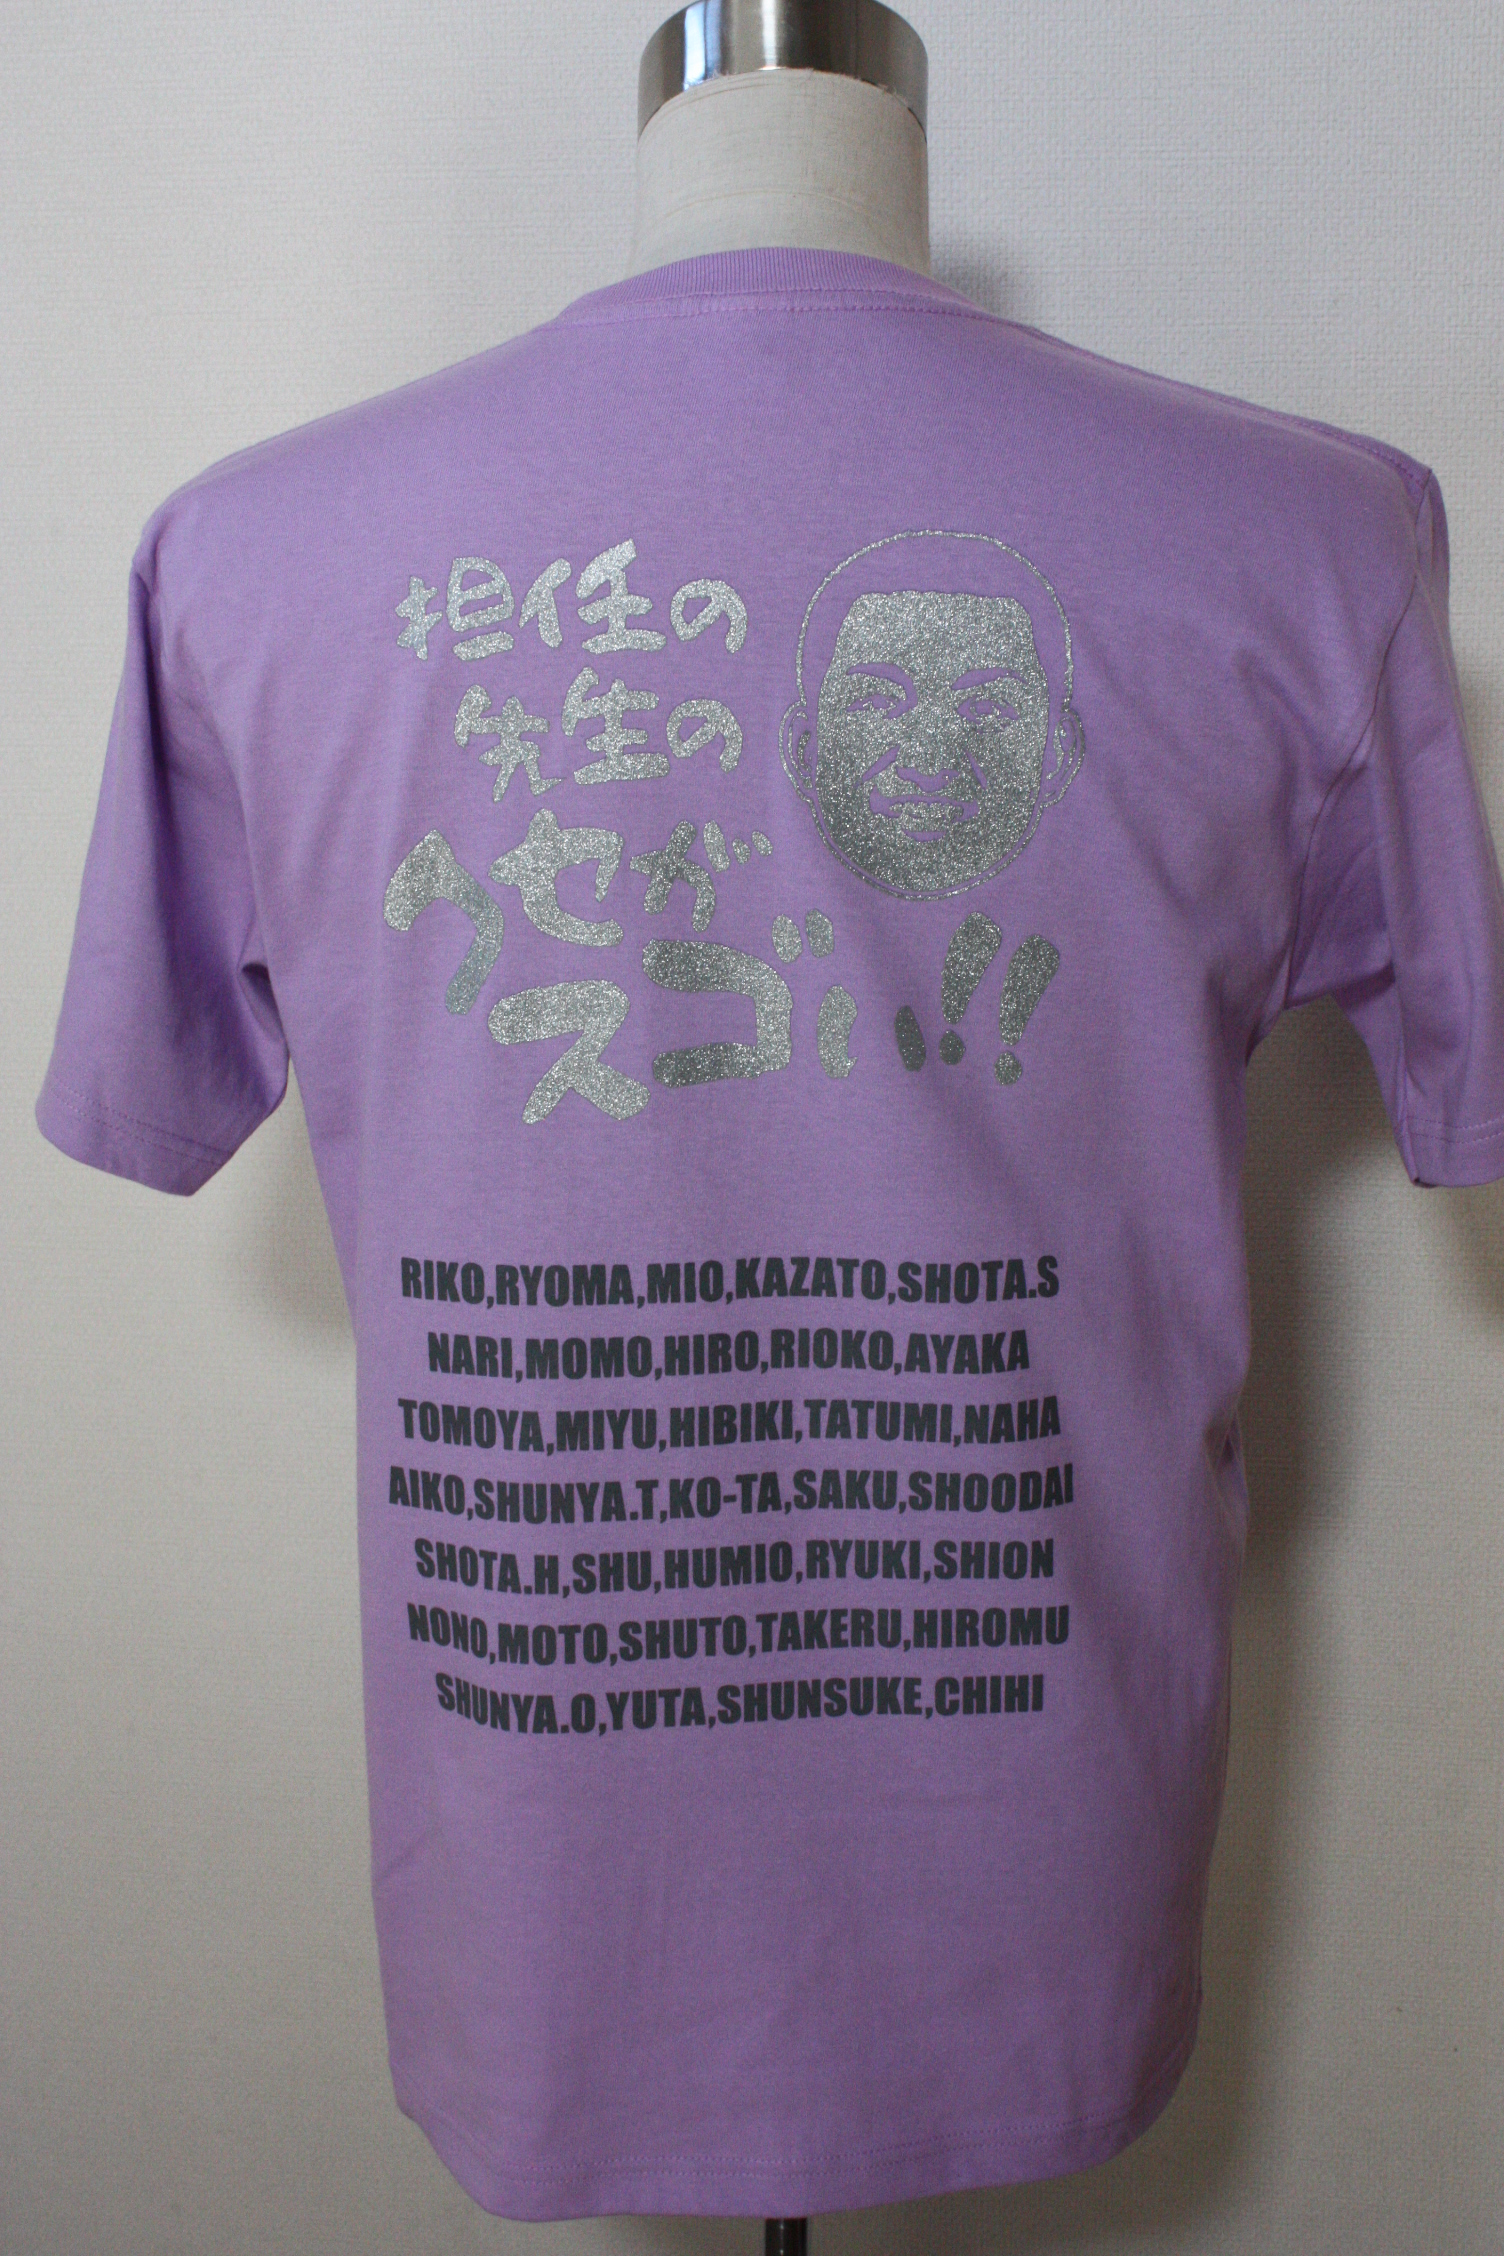 担任の
先生の
クセが
スゴい!!
RIKO,RYOMA,MIO,KAZATO,SHOTA.S
NARI,MOMO,HIRO,RIOKO,AYAKA
TOMOYA,MIYU,HIBIKI,TATUMI,NAHA
AIKO,SHUNYA.T,KO-TA,SAKU,SHOODAI
SHOTA.H,SHU,HUMIO,RYUKI,SHION
NONO,MOTO,SHUTO,TAKERU,HIROMU
SHUNYA.O,YUTA,SHUNSUKE,CHIHI